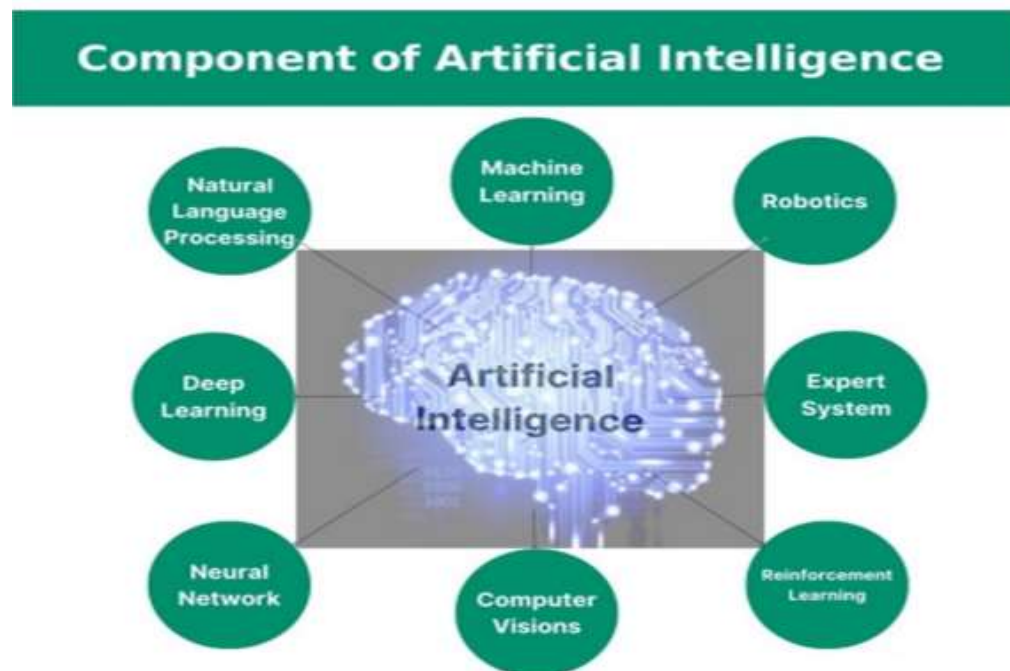 Component of Artificial Intelligence
Machine
Learning
Natural
Language
Processing
Robotics
Artificial
Intelligence
Deep
Learning
Expert
System
Neural
Network
Computer
Visions
Reinforcement
Learning